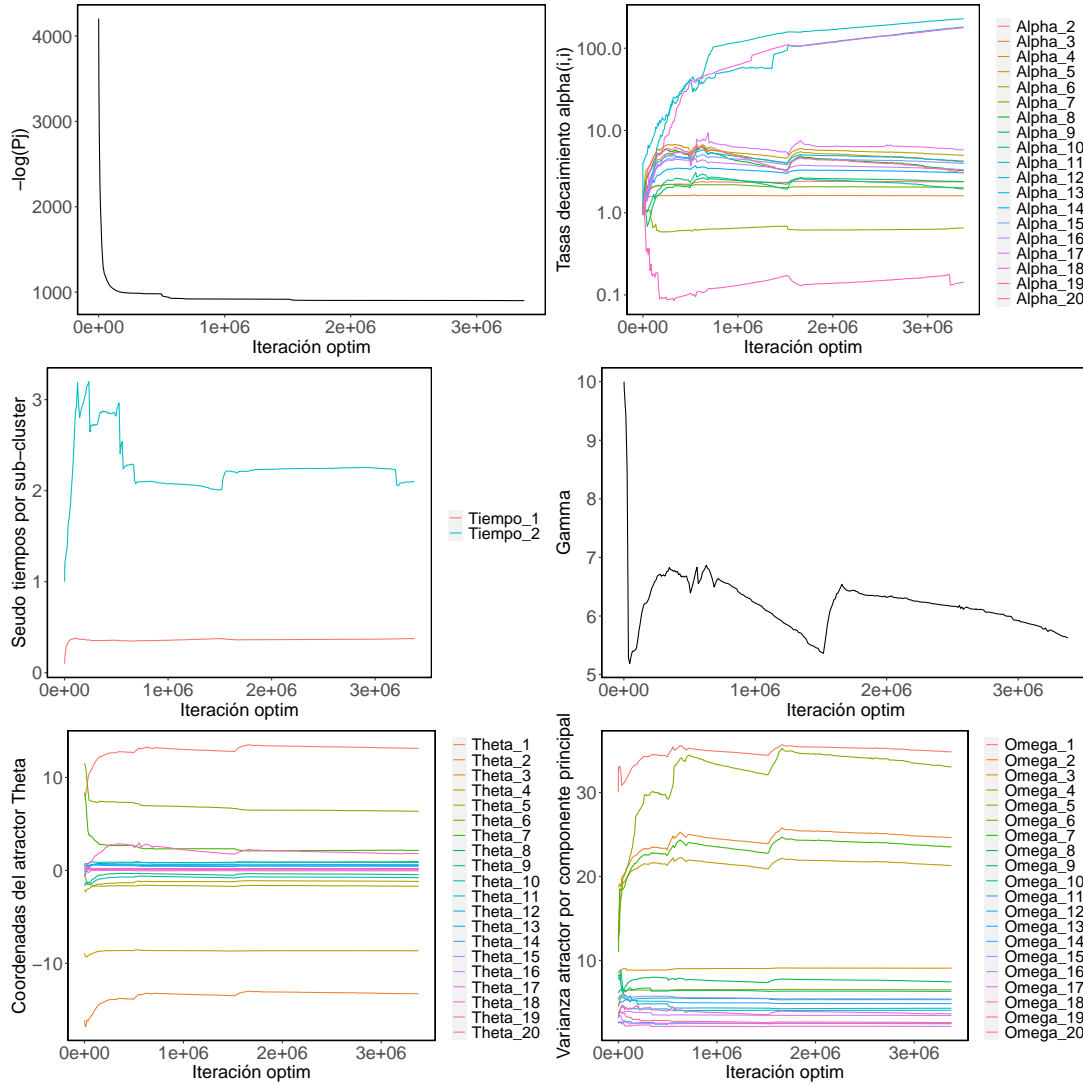 4000
3000
2000
1000
−log(Pj)
0e+00 1e+06 2e+06 3e+06
Iteración optim
100.0
10.0
1.0
0.1
Tasas decaimiento alpha(i,i)
0e+00 1e+06 2e+06 3e+06
Iteración optim
Alpha_2
Alpha_3
Alpha_4
Alpha_5
Alpha_6
Alpha_7
Alpha_8
Alpha_9
Alpha_10
Alpha_11
Alpha_12
Alpha_13
Alpha_14
Alpha_15
Alpha_16
Alpha_17
Alpha_18
Alpha_19
Alpha_20
3
2
1
0
Seudo tiempos por sub−cluster
0e+00 1e+06 2e+06 3e+06
Iteración optim
Tiempo_1
Tiempo_2
10
9
8
7
6
5
Gamma
0e+00 1e+06 2e+06 3e+06
Iteración optim
10
0
−10
Coordenadas del atractor Theta
0e+00 1e+06 2e+06 3e+06
Iteración optim
Theta_1
Theta_2
Theta_3
Theta_4
Theta_5
Theta_6
Theta_7
Theta_8
Theta_9
Theta_10
Theta_11
Theta_12
Theta_13
Theta_14
Theta_15
Theta_16
Theta_17
Theta_18
Theta_19
Theta_20
30
20
10
Varianza atractor por componente principal
0e+00 1e+06 2e+06 3e+06
Iteración optim
Omega_1
Omega_2
Omega_3
Omega_4
Omega_5
Omega_6
Omega_7
Omega_8
Omega_9
Omega_10
Omega_11
Omega_12
Omega_13
Omega_14
Omega_15
Omega_16
Omega_17
Omega_18
Omega_19
Omega_20